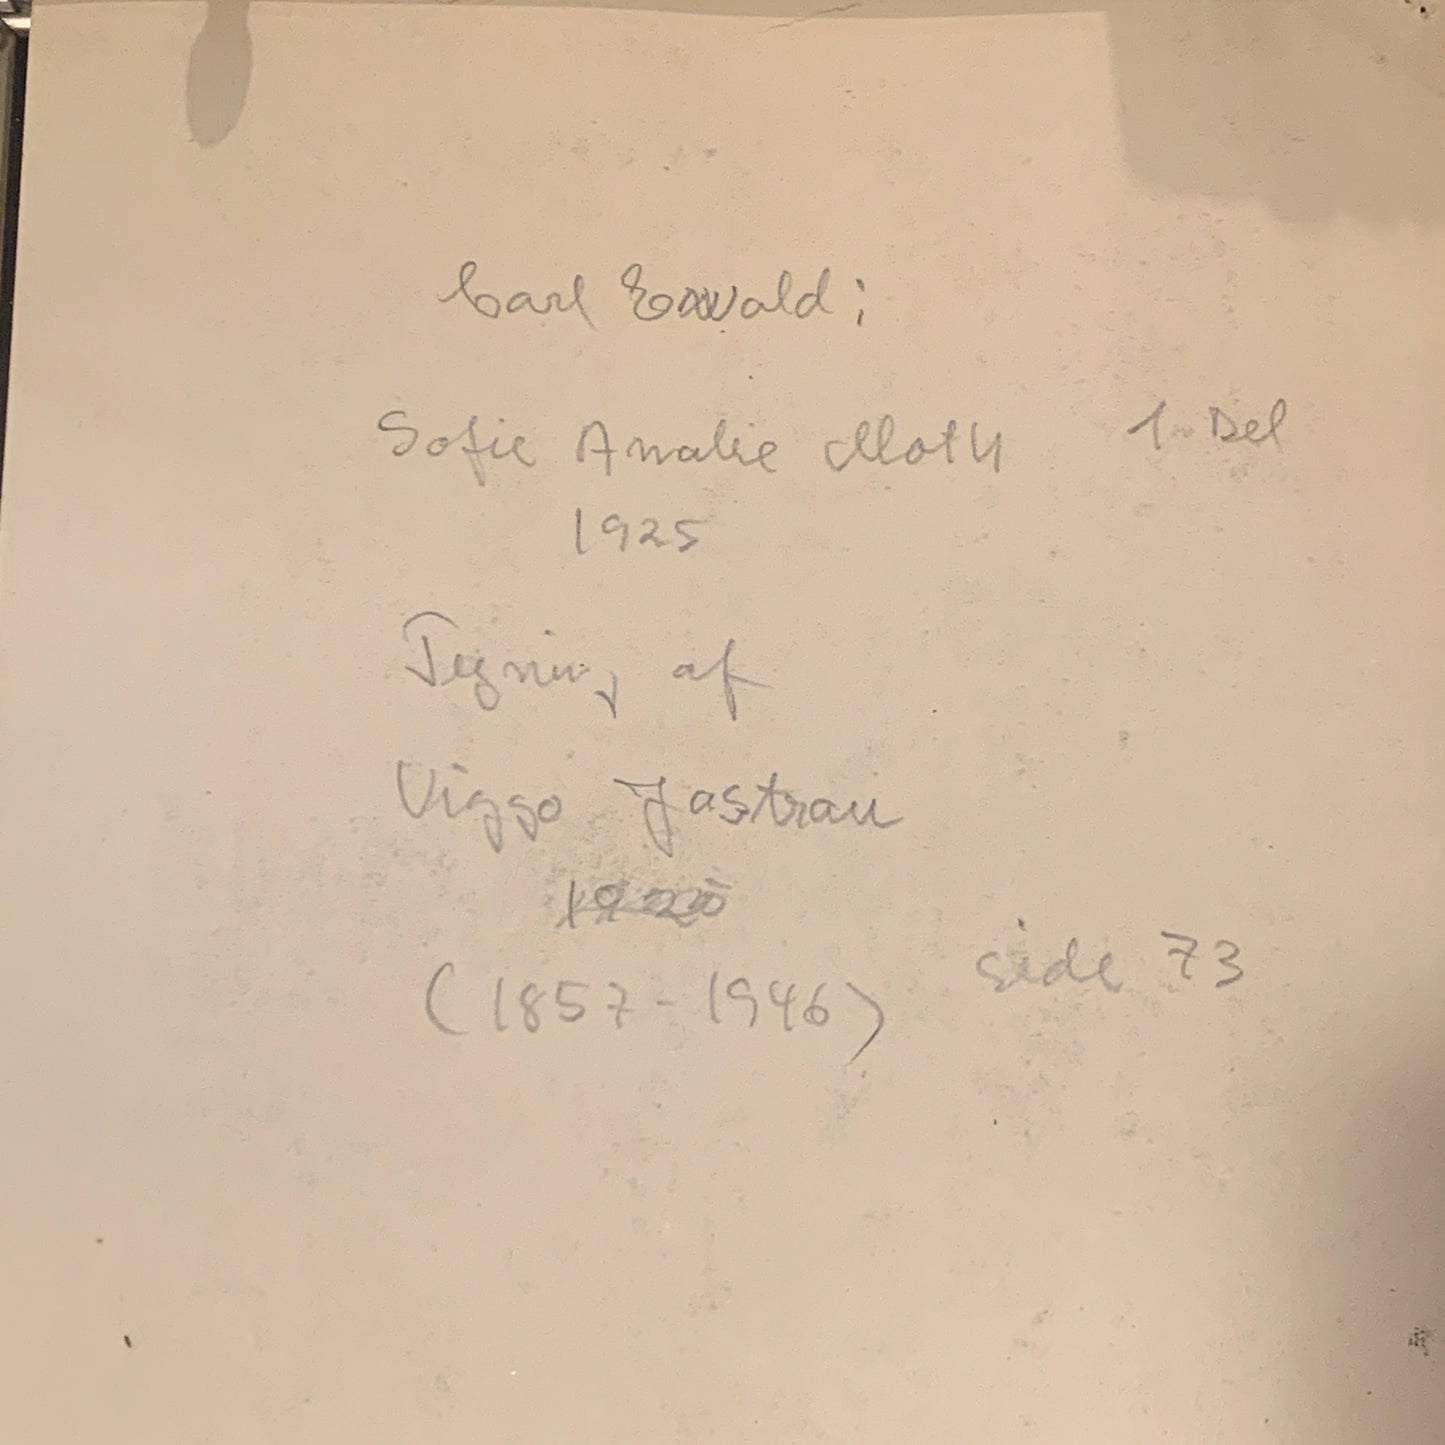 Carl Ewald:
Sofie Amalie Moth 1. Del
1925
Tegning af
Viggo Jastrau
(1857-1946) side 73